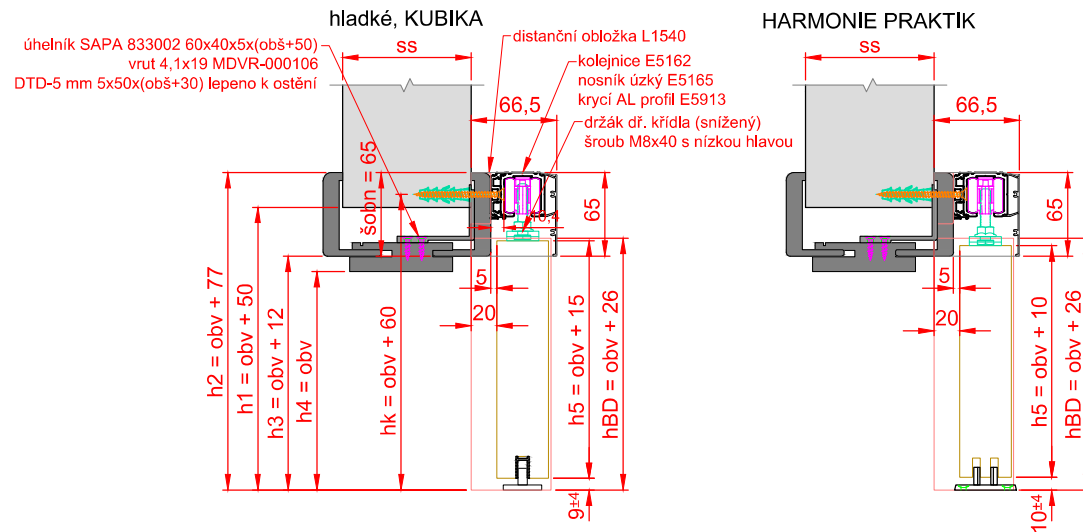 hladké, KUBIKA
HARMONIE PRAKTIK
úhelník SAPA 833002 60x40x5x(obš+50)
vrut 4,1x19 MDVR-000106
DTD-5 mm 5x50x(obš+30) lepeno k ostění
ss
distanční obložka L1540
kolejnice E5162
nosník úzký E5165
krycí AL profil E5913
držák dř. křídla (snížený)
šroub M8x40 s nízkou hlavou
66,5
šobn = 65
65
5
20
h2 = obv + 77
h1 = obv + 50
h3 = obv + 12
h4 = obv
hk = obv + 60
h5 = obv + 15
hBD = obv + 26
9±4
ss
66,5
65
5
20
h5 = obv + 10
hBD = obv + 26
10±4